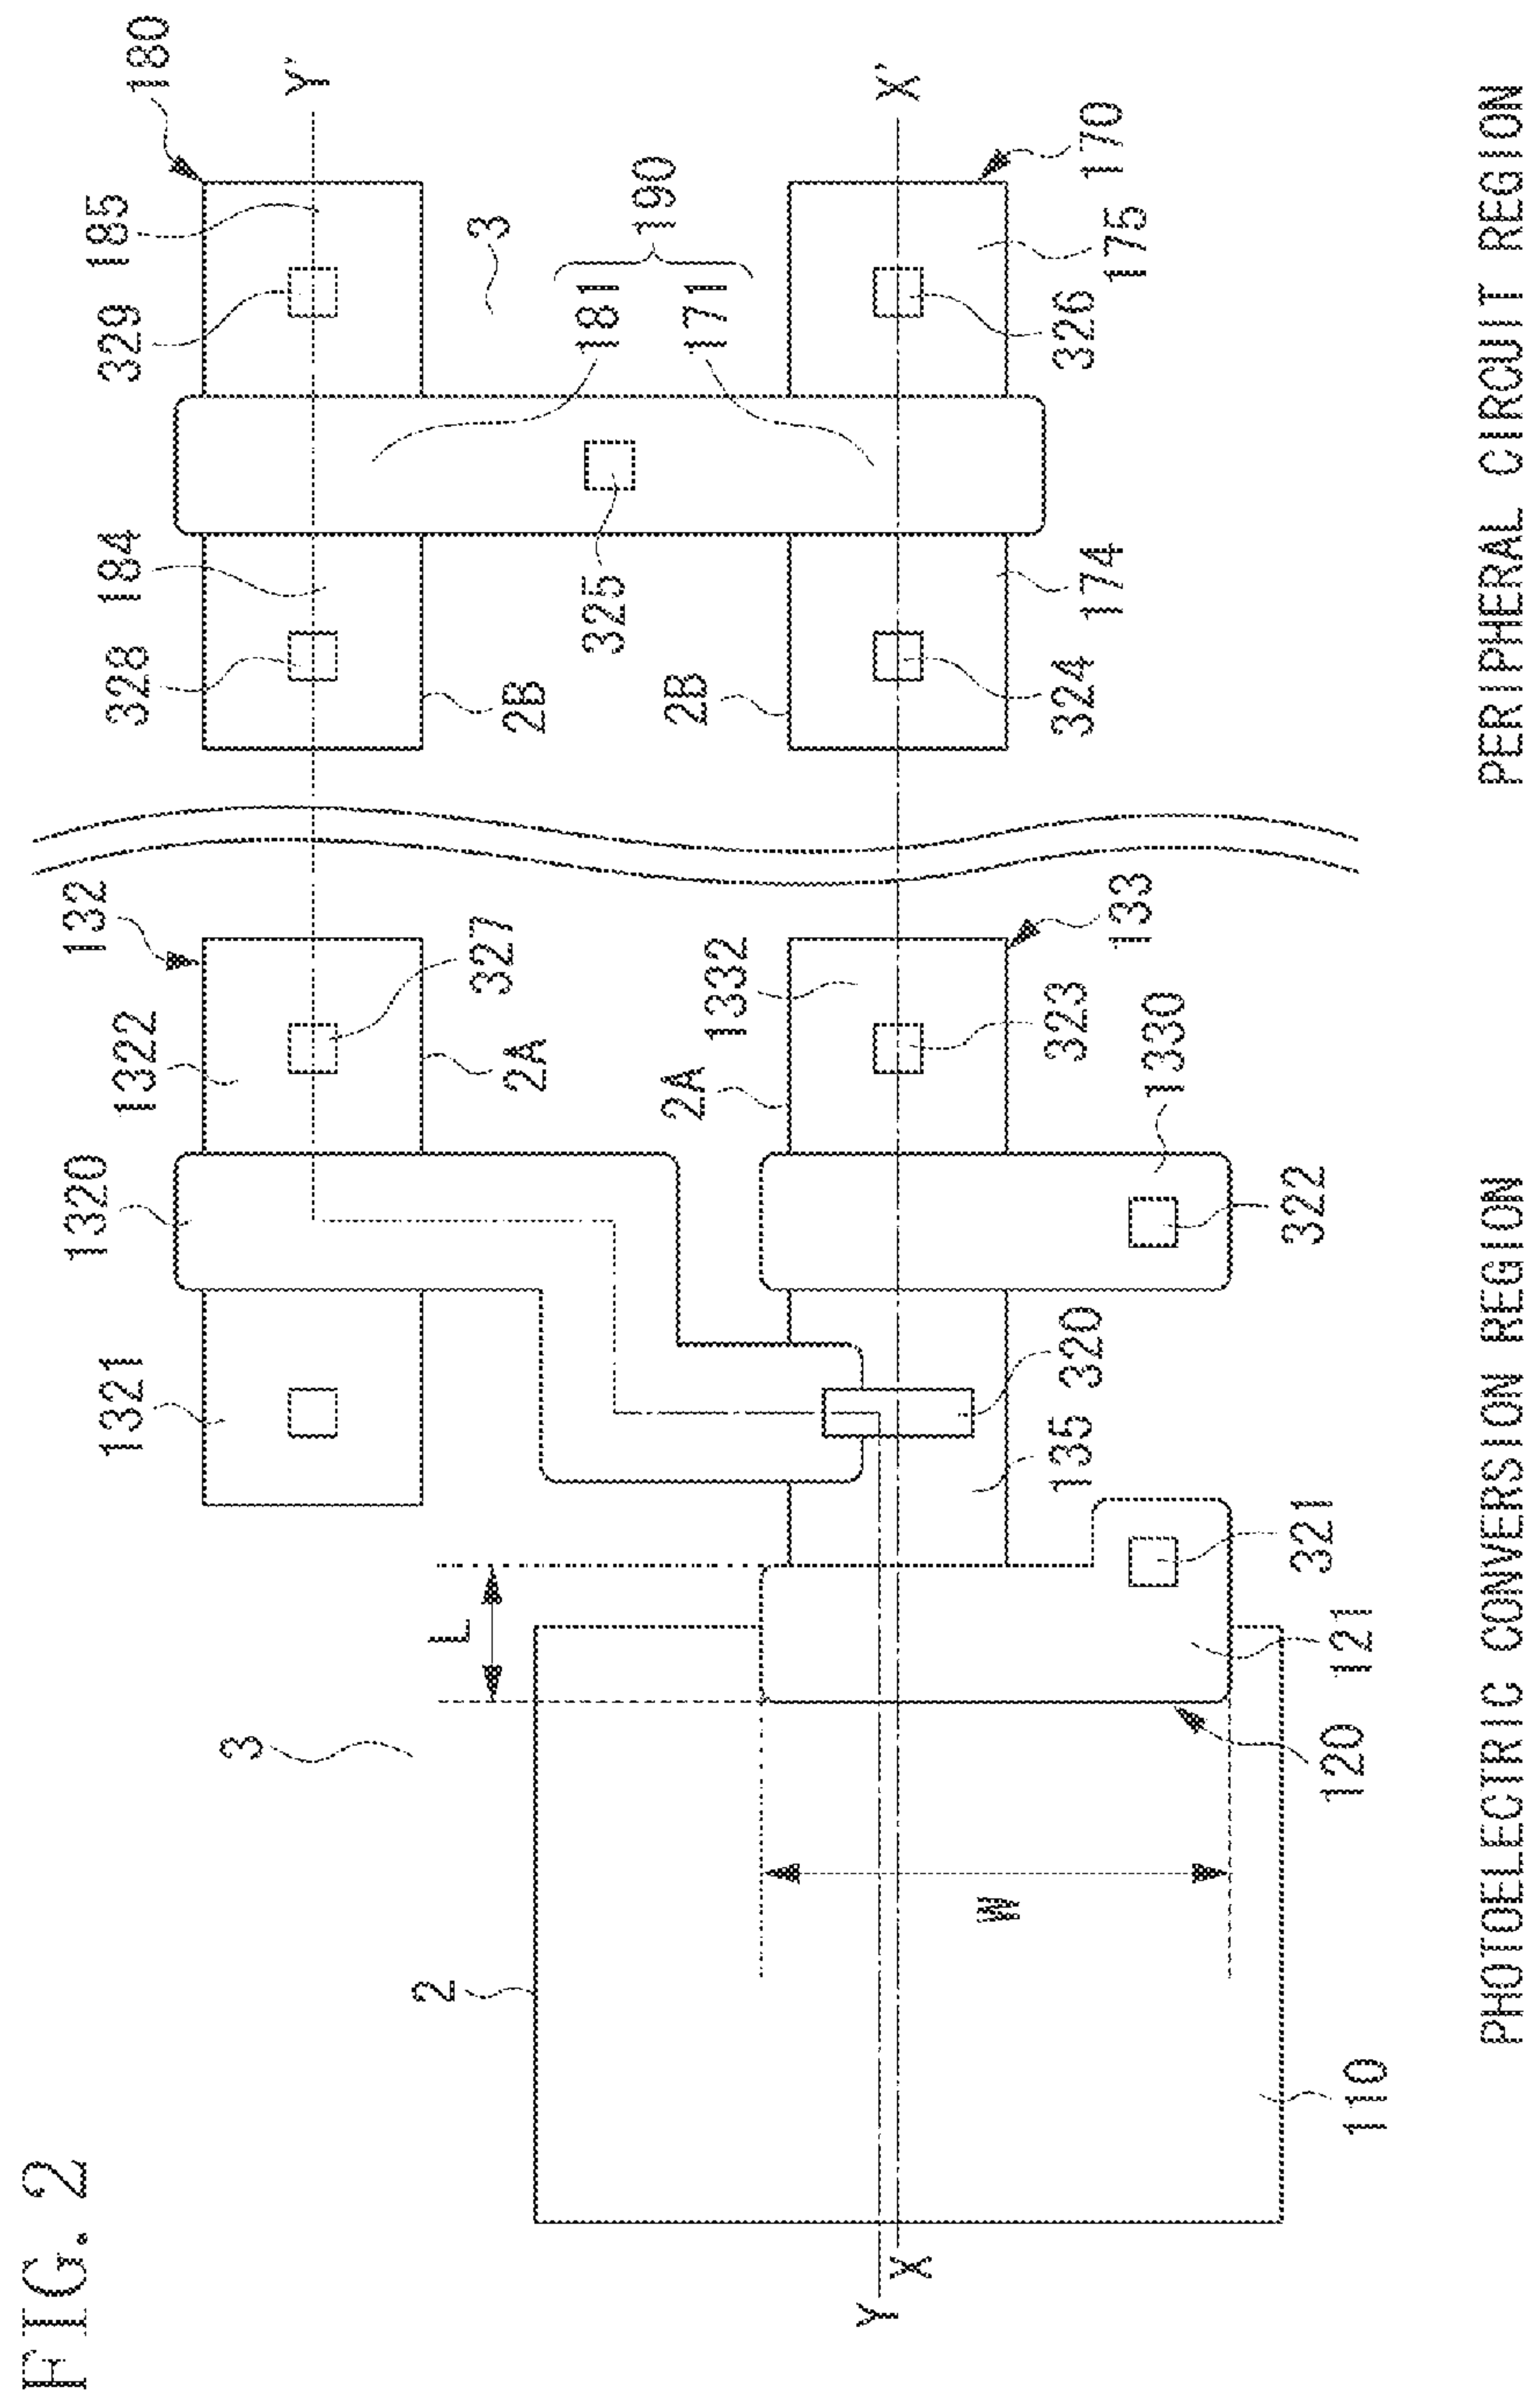 FIG. 2
132
1320
1321
1322
327
2A
180
Y'
185
329
184
328
2B
3
190
181
171
325
2B
X'
170
175
326
174
324
3
L
2
2A
1332
133
323
1330
322
320
135
321
121
120
W
110
Y
X
PHOTOELECTRIC CONVERSION REGION
PERIPHERAL CIRCUIT REGION